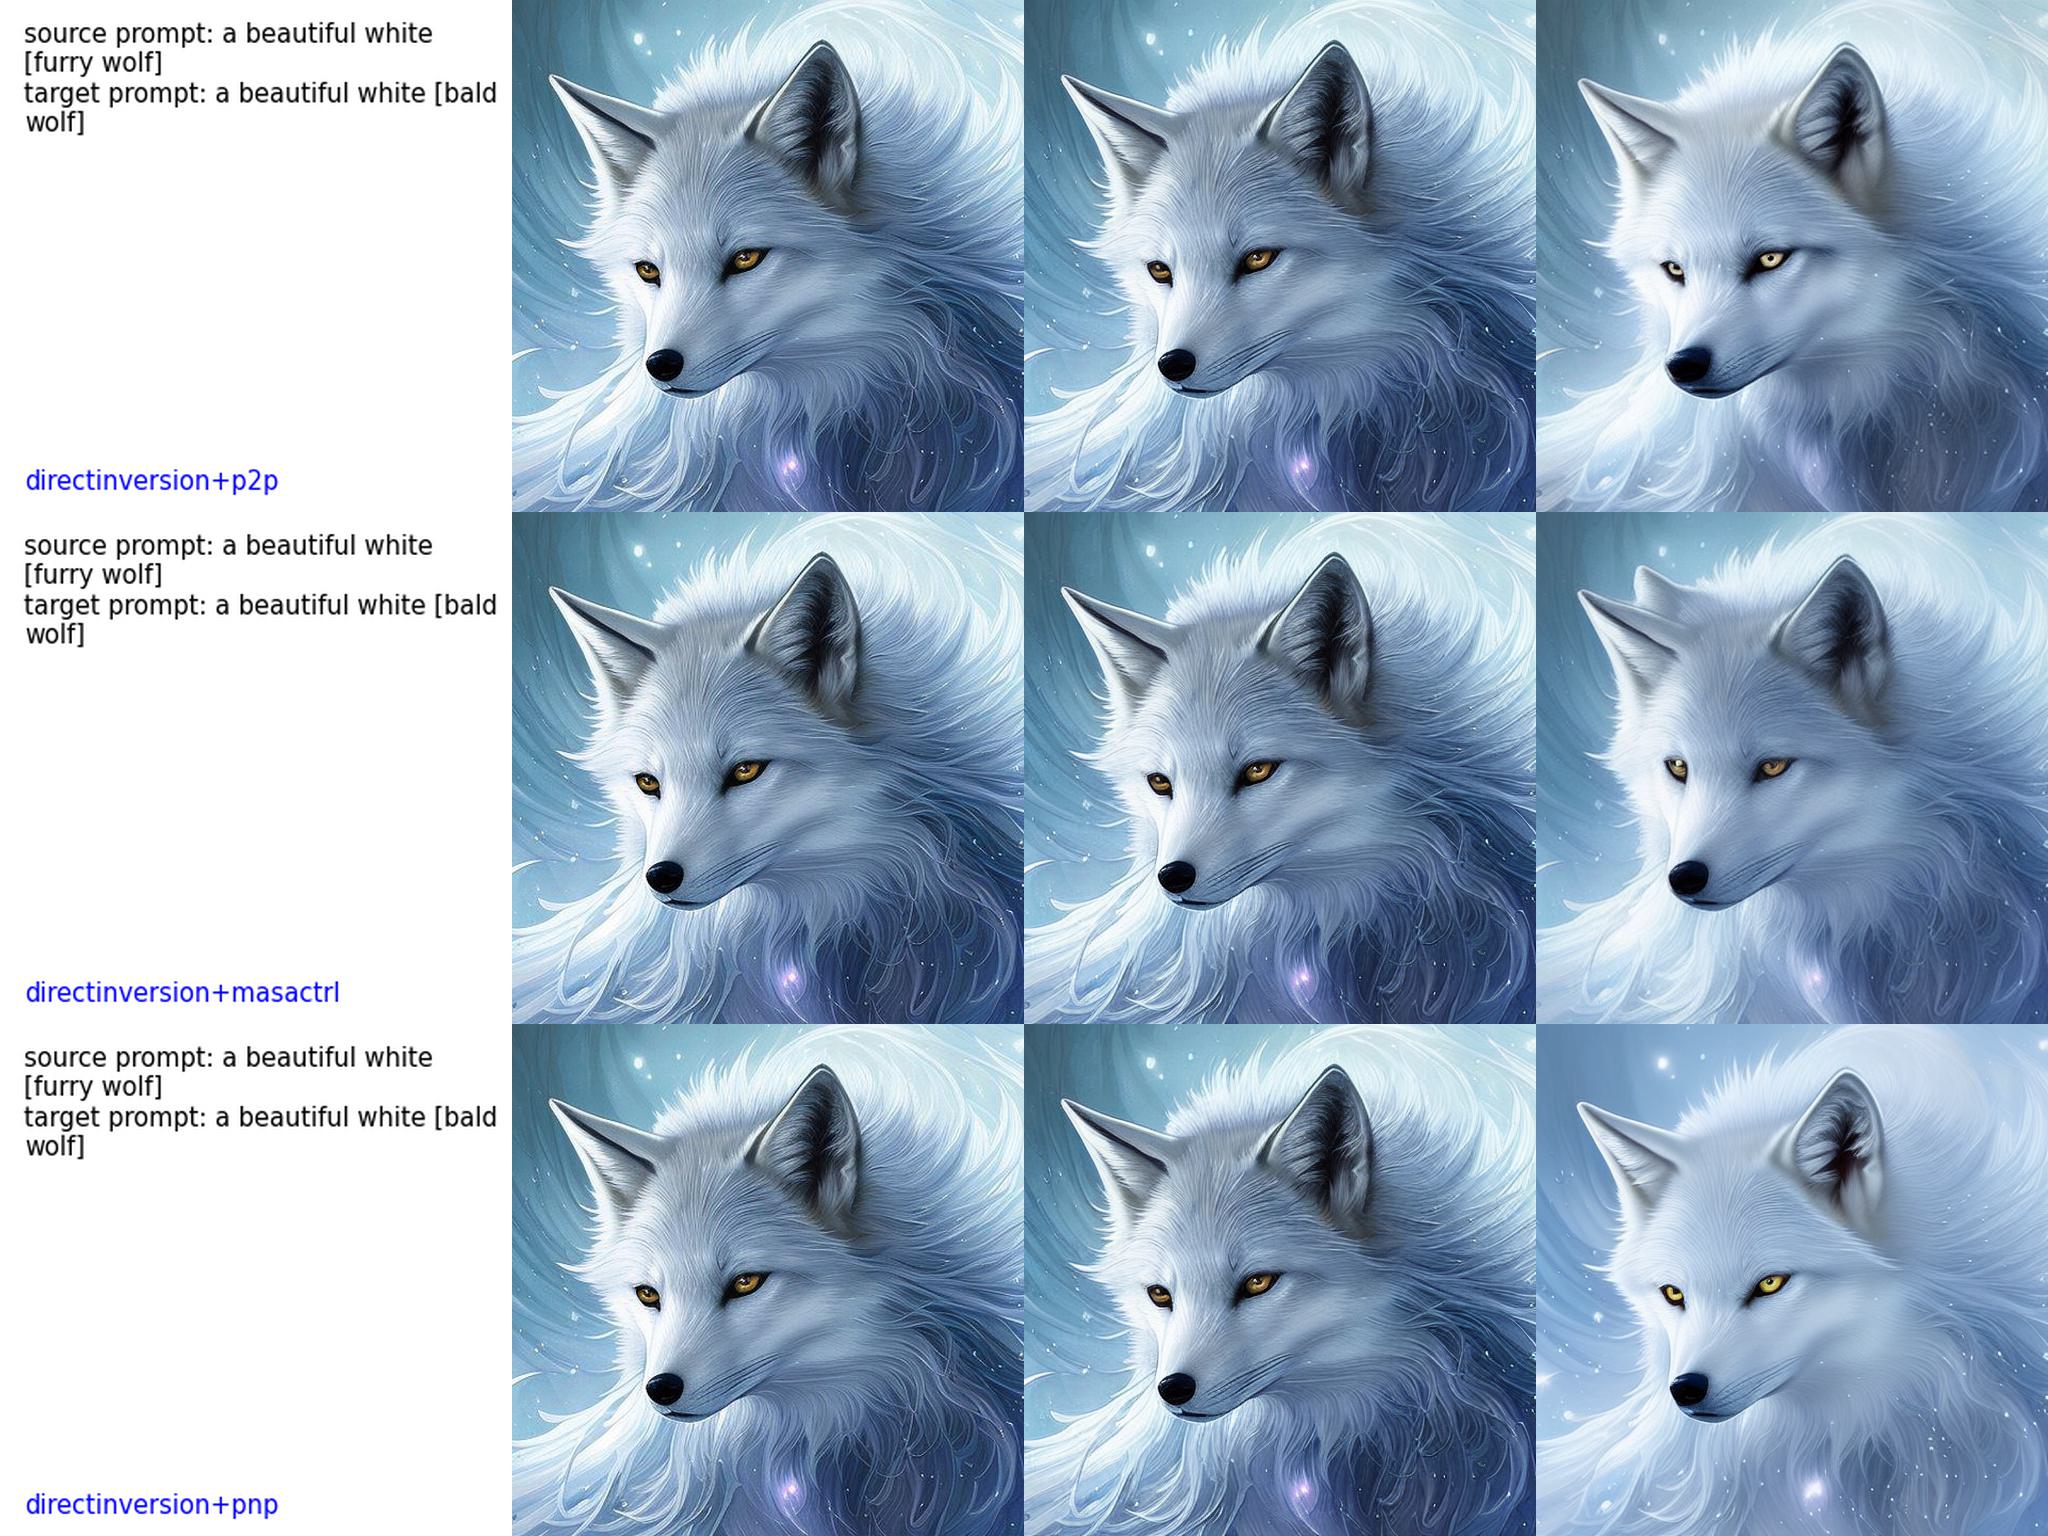 source prompt: a beautiful white
[furry wolf]
target prompt: a beautiful white [bald
wolf]
directinversion+p2p
source prompt: a beautiful white
[furry wolf]
target prompt: a beautiful white [bald
wolf]
directinversion+masactrl
source prompt: a beautiful white
[furry wolf]
target prompt: a beautiful white [bald
wolf]
directinversion+pnp